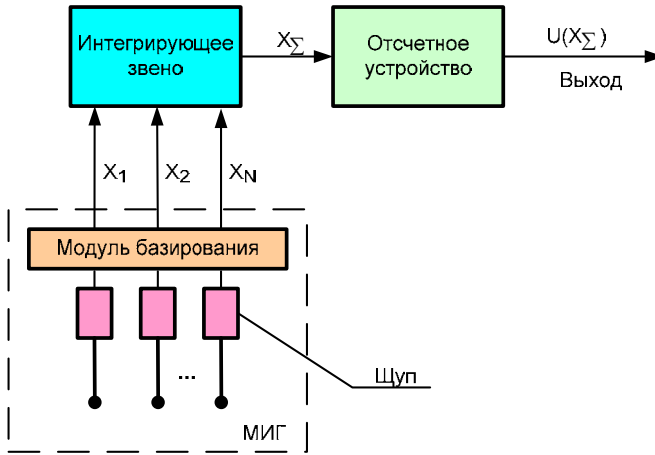 Интегрирующее
звено
X∑
Отсчетное
устройство
U(X∑)
Выход
X1
X2
XN
Модуль базирования
...
Щуп
МИГ